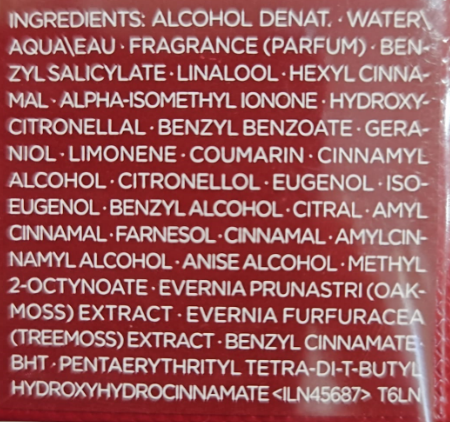 INGREDIENTS: ALCOHOL DENAT. · WATER\
AQUA\EAU · FRAGRANCE (PARFUM) · BEN-
ZYL SALICYLATE · LINALOOL · HEXYL CINNA-
MAL · ALPHA-ISOMETHYL IONONE · HYDROXY-
CITRONELLAL · BENZYL BENZOATE · GERA-
NIOL · LIMONENE · COUMARIN · CINNAMYL
ALCOHOL · CITRONELLOL · EUGENOL · ISO-
EUGENOL · BENZYL ALCOHOL · CITRAL · AMYL
CINNAMAL · FARNESOL · CINNAMAL · AMYLCIN-
NAMYL ALCOHOL · ANISE ALCOHOL · METHYL
2-OCTYNOATE · EVERNIA PRUNASTRI (OAK-
MOSS) EXTRACT · EVERNIA FURFURACEA
(TREEMOSS) EXTRACT · BENZYL CINNAMATE ·
BHT · PENTAERYTHRITYL TETRA-DI-T-BUTYL
HYDROXYHYDROCINNAMATE <ILN45687> T6LN